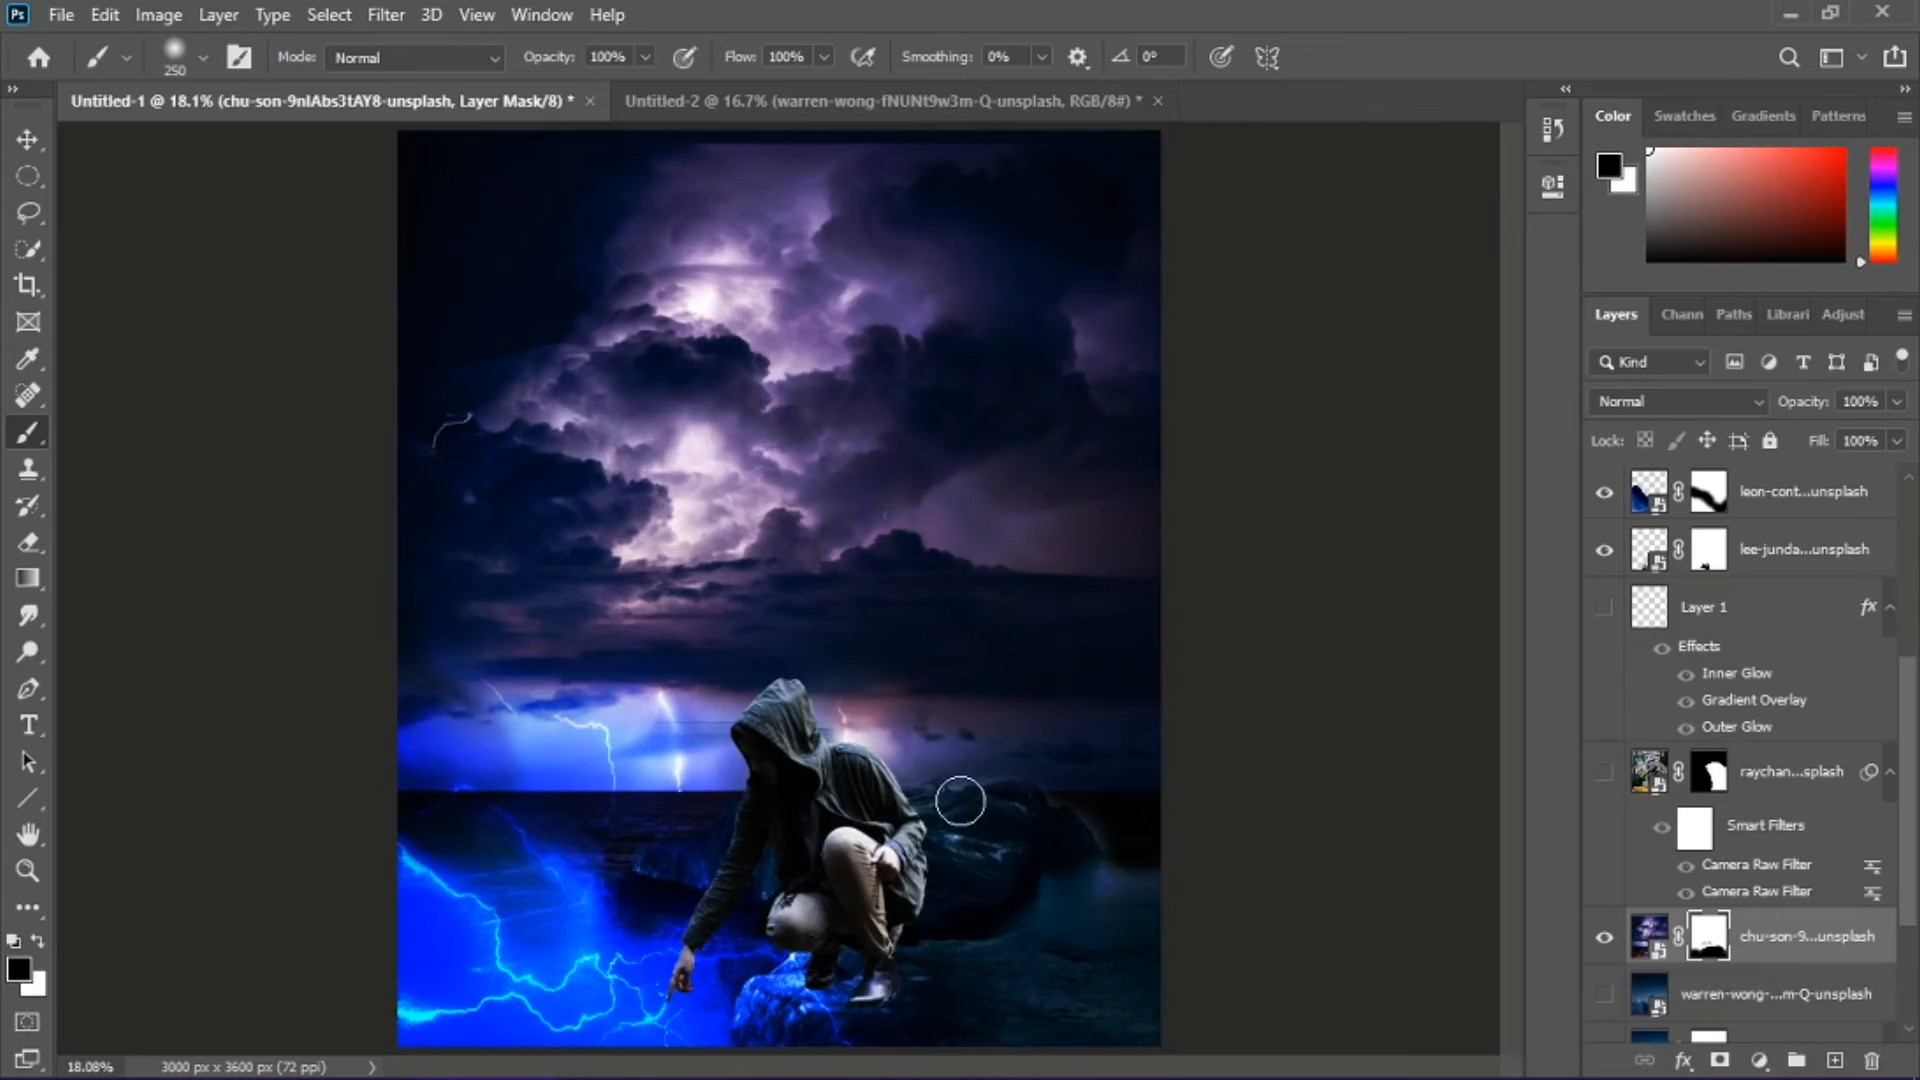 Ps File Edit Image Layer Type Select Filter 3D View Window Help
250 Mode: Normal Opacity: 100% Flow: 100% Smoothing: 0% 0°
Untitled-1 @ 18.1% (chu-son-9nIAbs3tAY8-unsplash, Layer Mask/8) * × Untitled-2 @ 16.7% (warren-wong-fNUNt9w3m-Q-unsplash, RGB/8#) * ×
Color Swatches Gradients Patterns
Layers Chann Paths Librari Adjust
Kind
Normal Opacity: 100%
Lock: Fill: 100%
leon-cont...unsplash
lee-junda...unsplash
Layer 1 fx
Effects
Inner Glow
Gradient Overlay
Outer Glow
raychan...splash
Smart Filters
Camera Raw Filter
Camera Raw Filter
chu-son-9...unsplash
warren-wong-...m-Q-unsplash
18.08% 3000 px x 3600 px (72 ppi)
fx